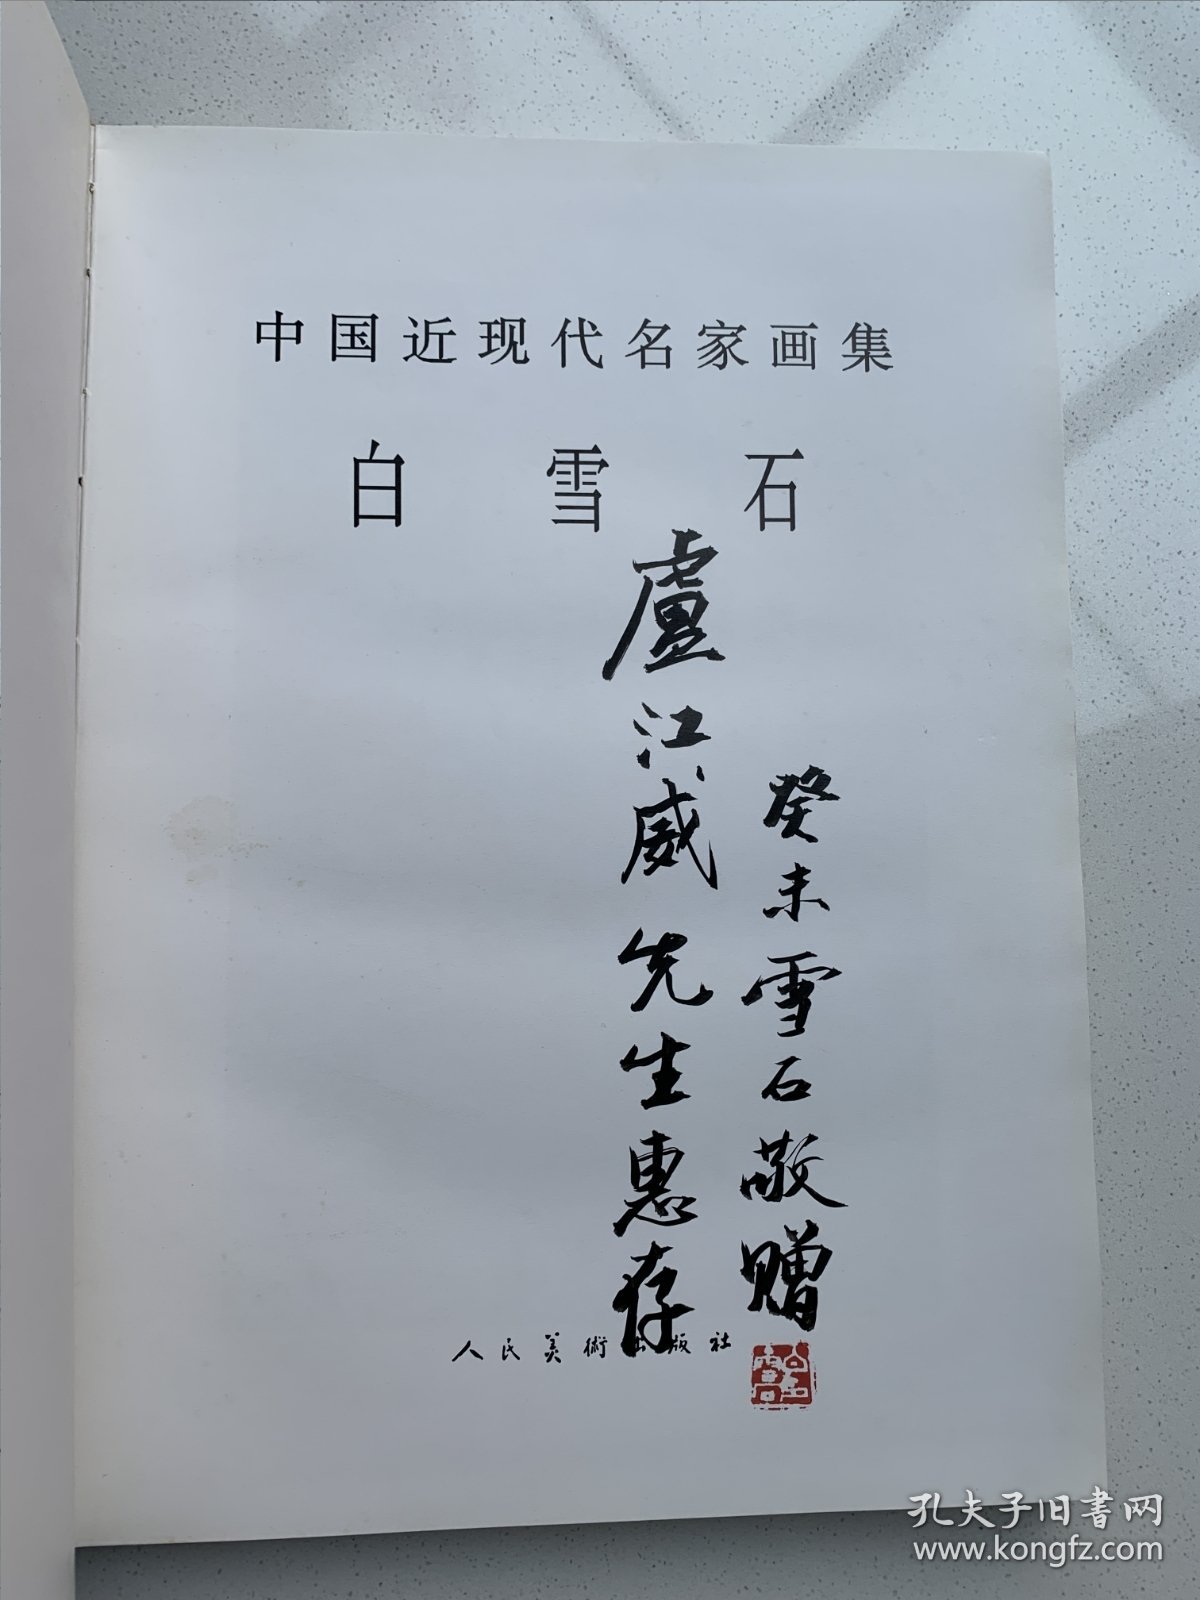 中国近现代名家画集
白雪石
盧江威先生惠存
癸未雪石敬赠
人民美術出版社
孔夫子旧書网
www.kongfz.com